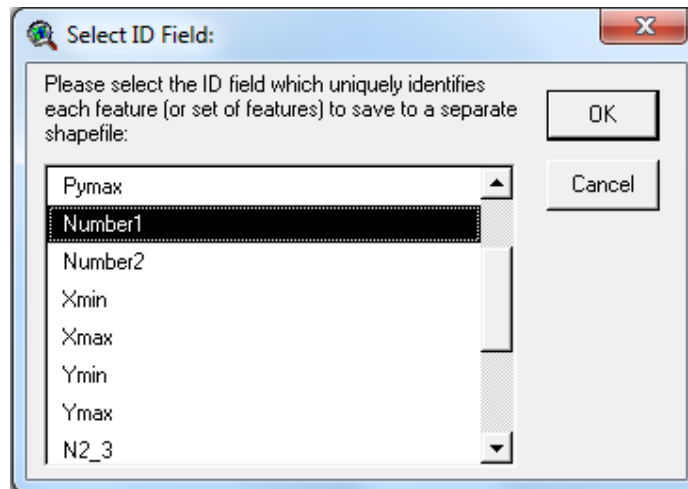 Select ID Field:
Please select the ID field which uniquely identifies
each feature (or set of features) to save to a separate
shapefile:
OK
Cancel
Pymax
Number1
Number2
Xmin
Xmax
Ymin
Ymax
N2_3